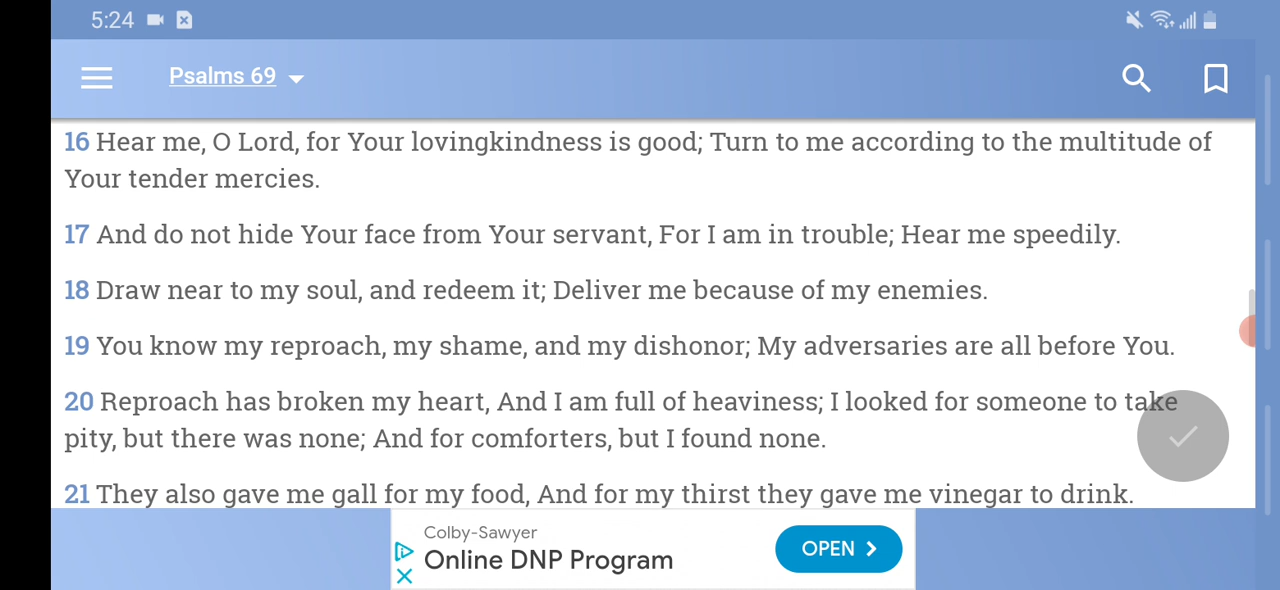 5:24
Psalms 69
16 Hear me, O Lord, for Your lovingkindness is good; Turn to me according to the multitude of
Your tender mercies.
17 And do not hide Your face from Your servant, For I am in trouble; Hear me speedily.
18 Draw near to my soul, and redeem it; Deliver me because of my enemies.
19 You know my reproach, my shame, and my dishonor; My adversaries are all before You.
20 Reproach has broken my heart, And I am full of heaviness; I looked for someone to take
pity, but there was none; And for comforters, but I found none.
21 They also gave me gall for my food, And for my thirst they gave me vinegar to drink.
Colby-Sawyer
Online DNP Program
OPEN